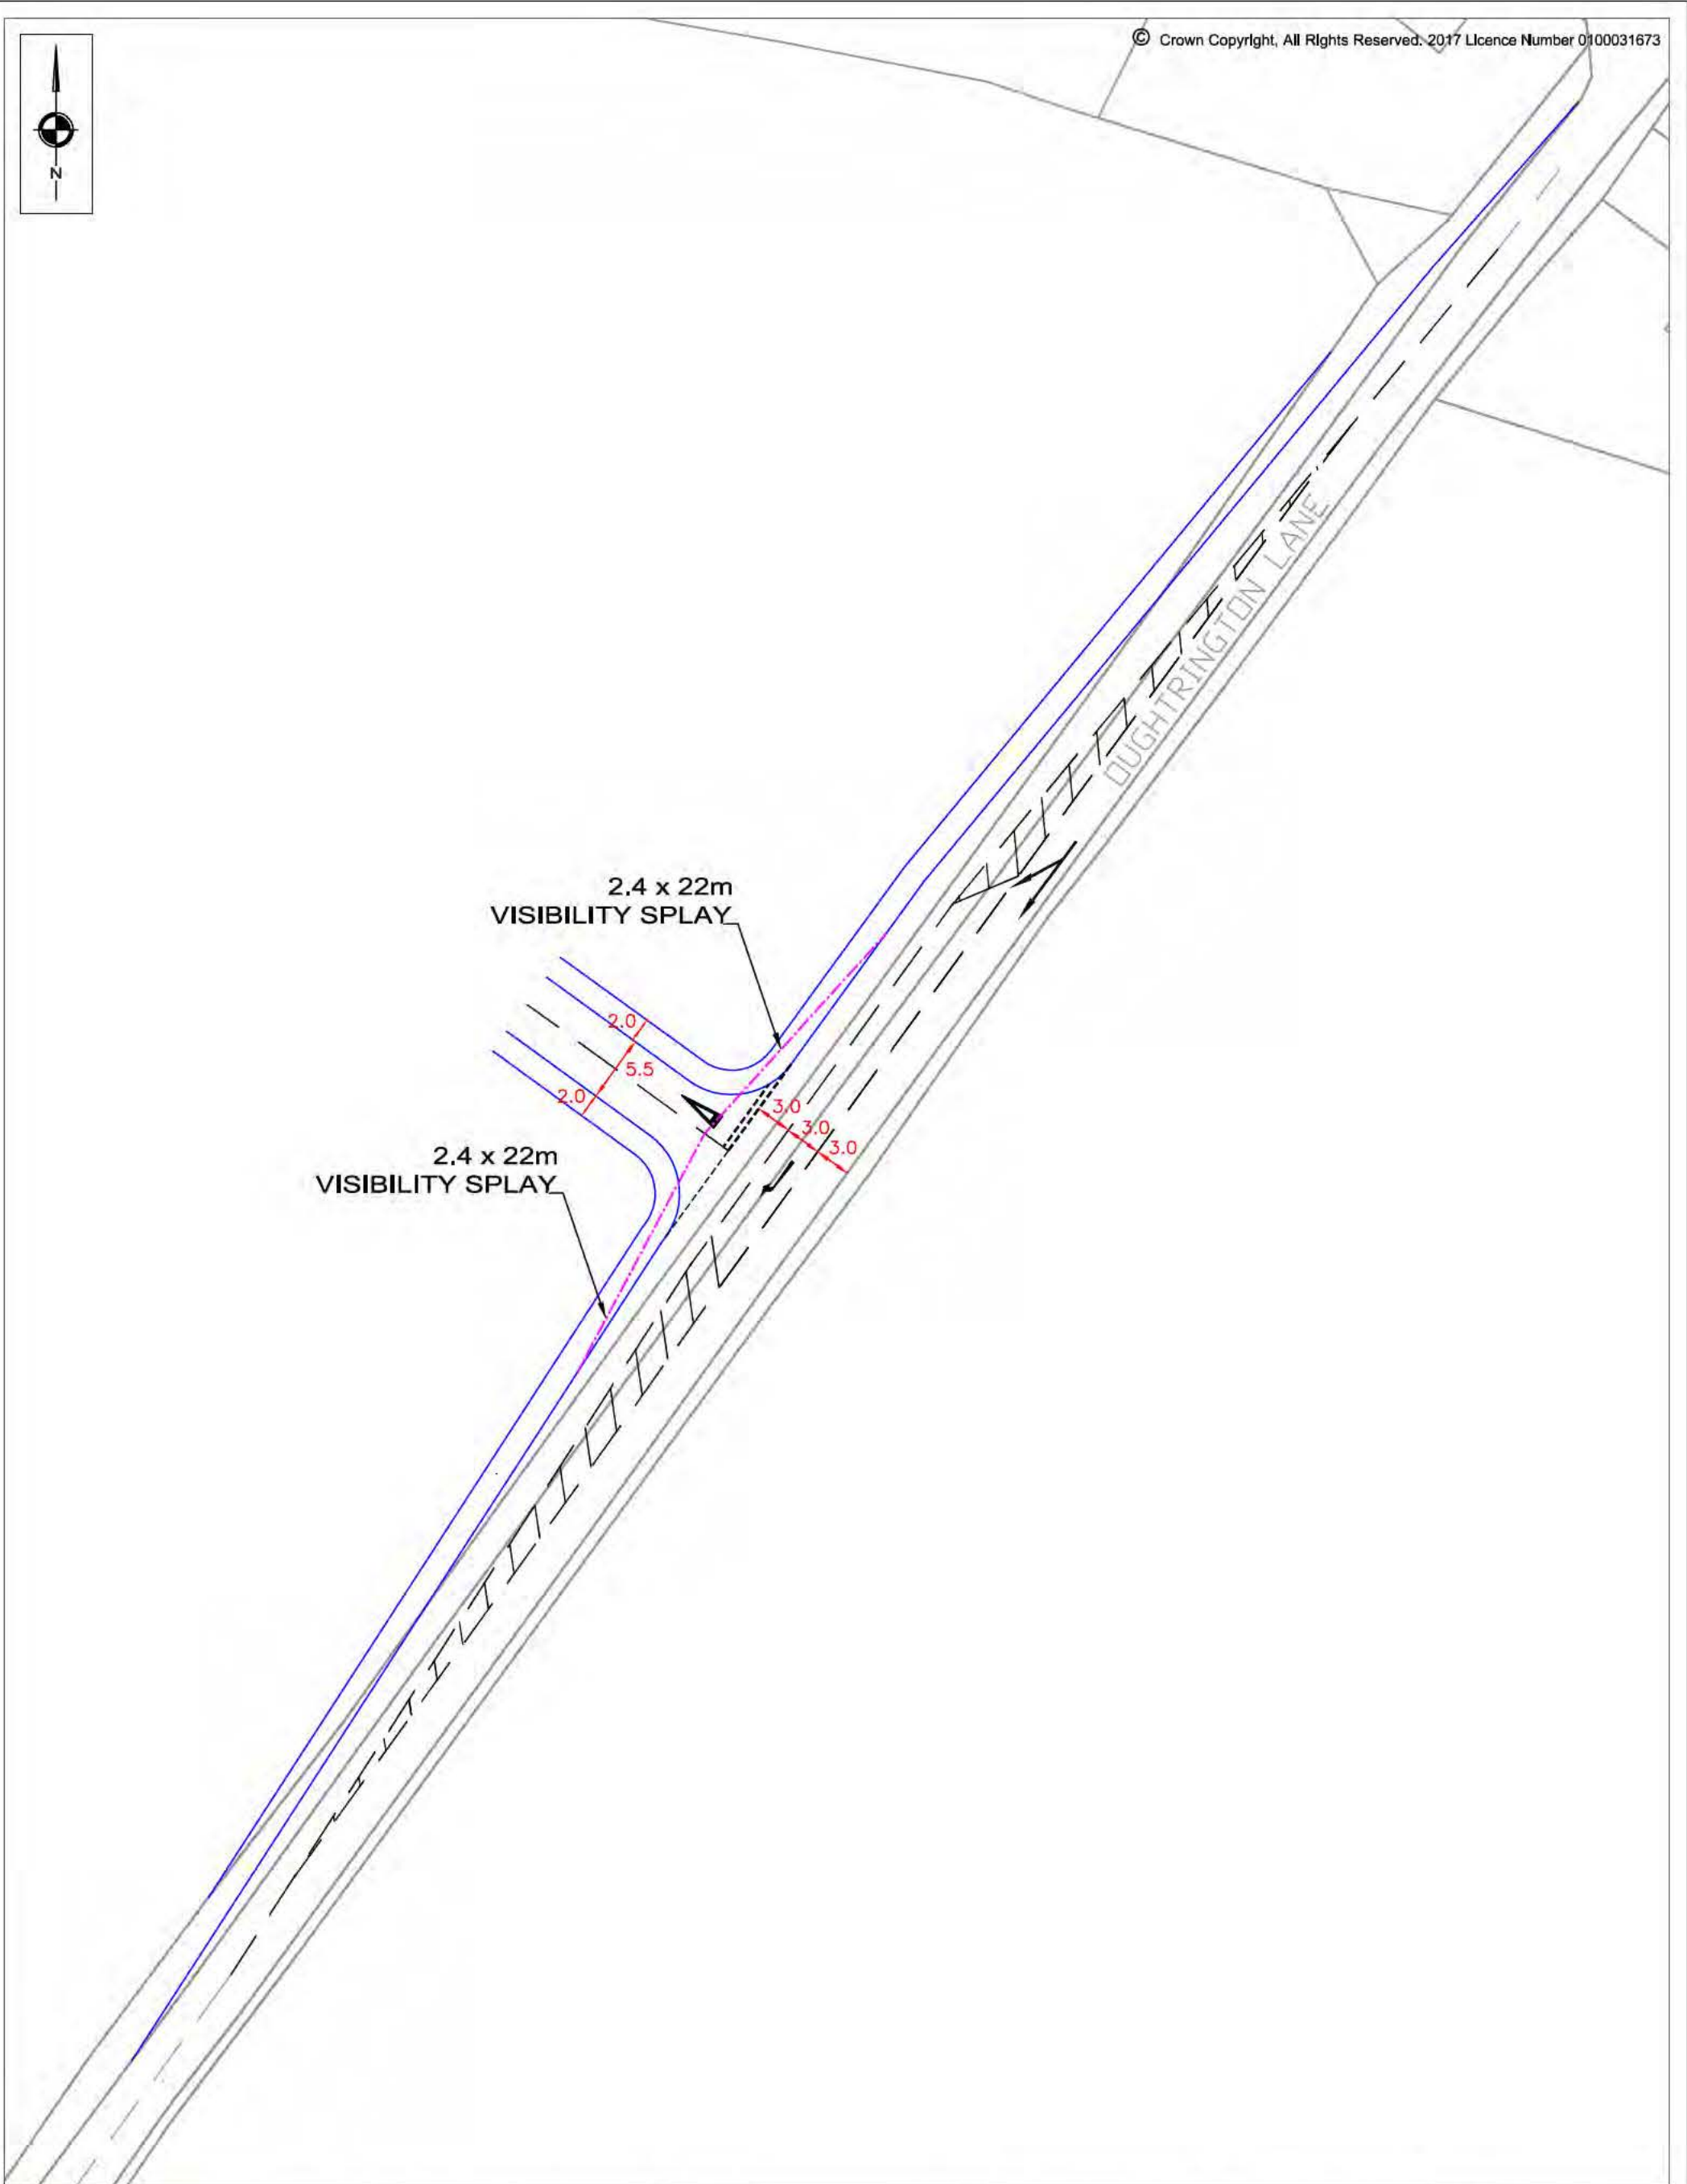 © Crown Copyright, All Rights Reserved. 2017 Licence Number 0100031673
N
OUGHTRINGTON LANE
2.4 x 22m
VISIBILITY SPLAY
2.0
5.5
2.0
3.0
3.0
3.0
2.4 x 22m
VISIBILITY SPLAY